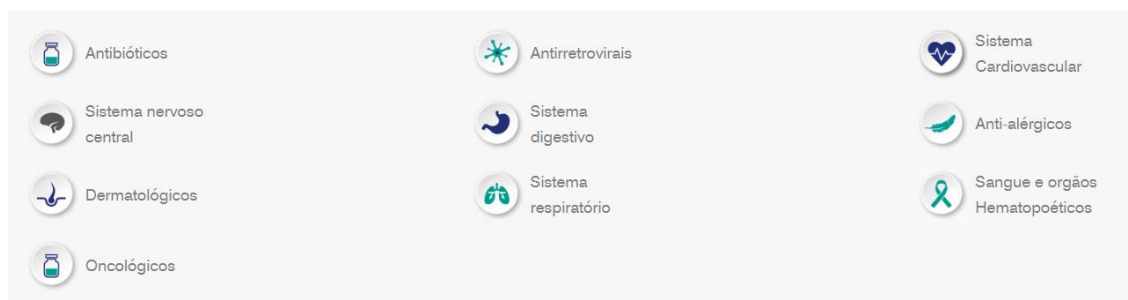 Antibióticos
Antirretrovirais
Sistema
Cardiovascular
Sistema nervoso
central
Sistema
digestivo
Anti-alérgicos
Dermatológicos
Sistema
respiratório
Sangue e orgãos
Hematopoéticos
Oncológicos